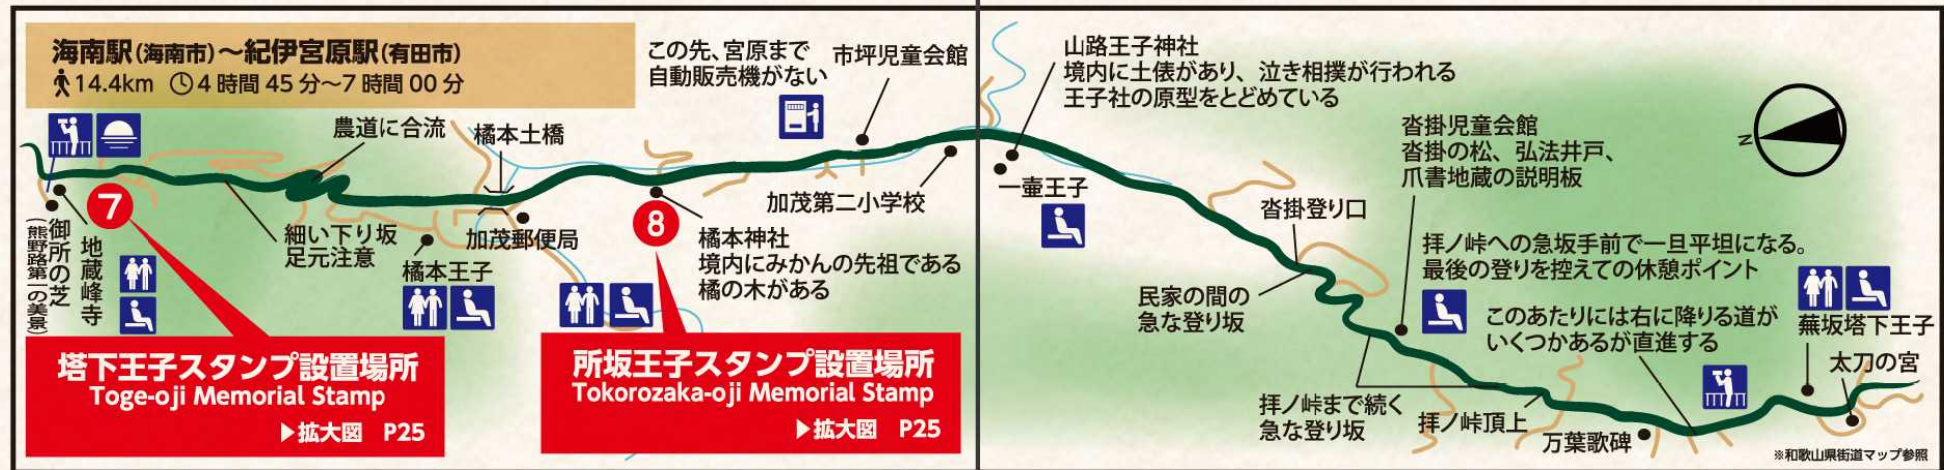 海南駅(海南市)～紀伊宮原駅(有田市)
14.4km 4時間45分～7時間00分
この先、宮原まで
自動販売機がない
市坪児童会館
山路王子神社
境内に土俵があり、泣き相撲が行われる
王子社の原型をとどめている
農道に合流
橘本土橋
沓掛児童会館
沓掛の松、弘法井戸、
爪書地蔵の説明板
N
7
8
御所の芝
(熊野路第一の美景)
地蔵峰寺
細い下り坂
足元注意
橘本王子
加茂郵便局
橘本神社
境内にみかんの先祖である
橘の木がある
加茂第二小学校
一壷王子
沓掛登り口
民家の間の
急な登り坂
拝ノ峠への急坂手前で一旦平坦になる。
最後の登りを控えての休憩ポイント
このあたりには右に降りる道が
いくつかあるが直進する
蕪坂塔下王子
太刀の宮
塔下王子スタンプ設置場所
Toge-oji Memorial Stamp
▶拡大図 P25
所坂王子スタンプ設置場所
Tokorozaka-oji Memorial Stamp
▶拡大図 P25
拝ノ峠まで続く
急な登り坂
拝ノ峠頂上
万葉歌碑
※和歌山県街道マップ参照